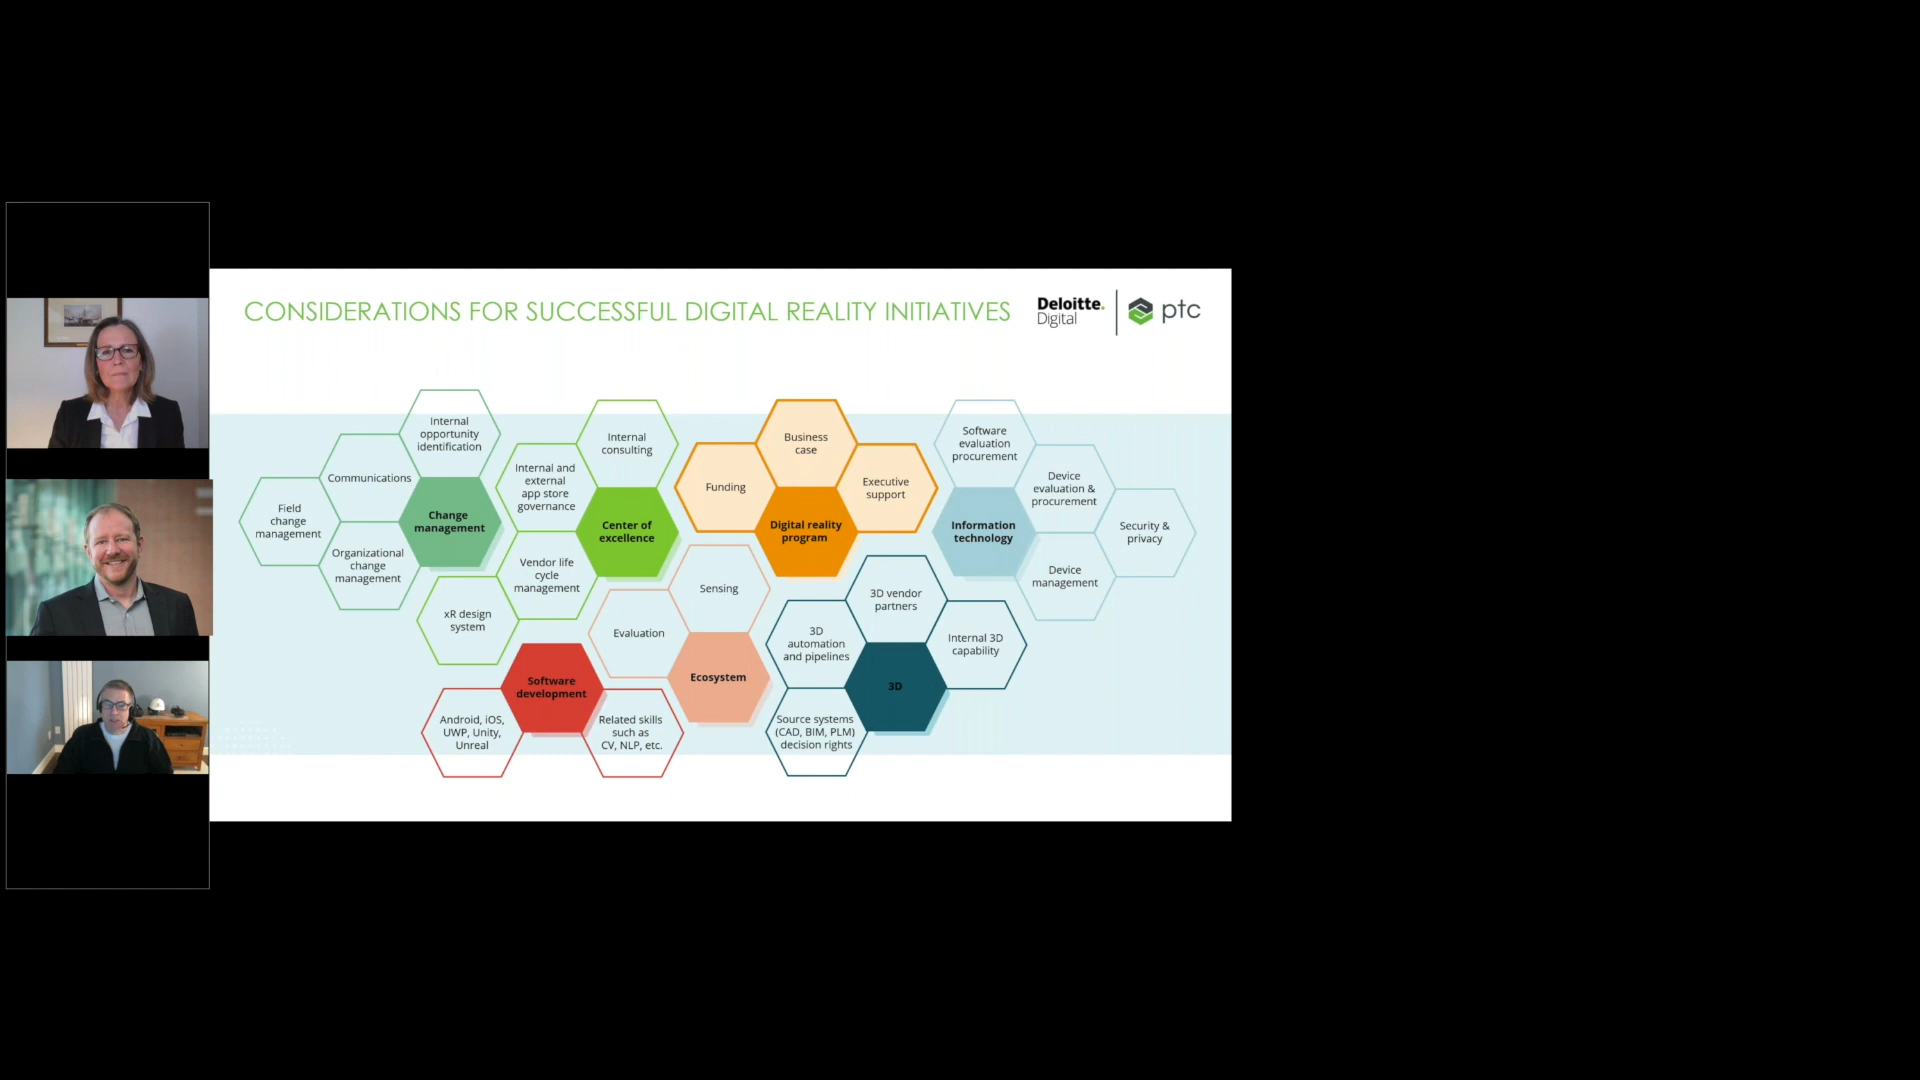 CONSIDERATIONS FOR SUCCESSFUL DIGITAL REALITY INITIATIVES
Deloitte.
Digital
ptc
Internal
opportunity
identification
Communications
Field
change
management
Change
management
Organizational
change
management
Internal
consulting
Internal and
external
app store
governance
Center of
excellence
Vendor life
cycle
management
xR design
system
Business
case
Funding
Executive
support
Digital reality
program
Software
evaluation
procurement
Device
evaluation &
procurement
Information
technology
Security &
privacy
Device
management
Sensing
Evaluation
Ecosystem
Software
development
Android, iOS,
UWP, Unity,
Unreal
Related skills
such as
CV, NLP, etc.
3D vendor
partners
3D
automation
and pipelines
Internal 3D
capability
3D
Source systems
(CAD, BIM, PLM)
decision rights